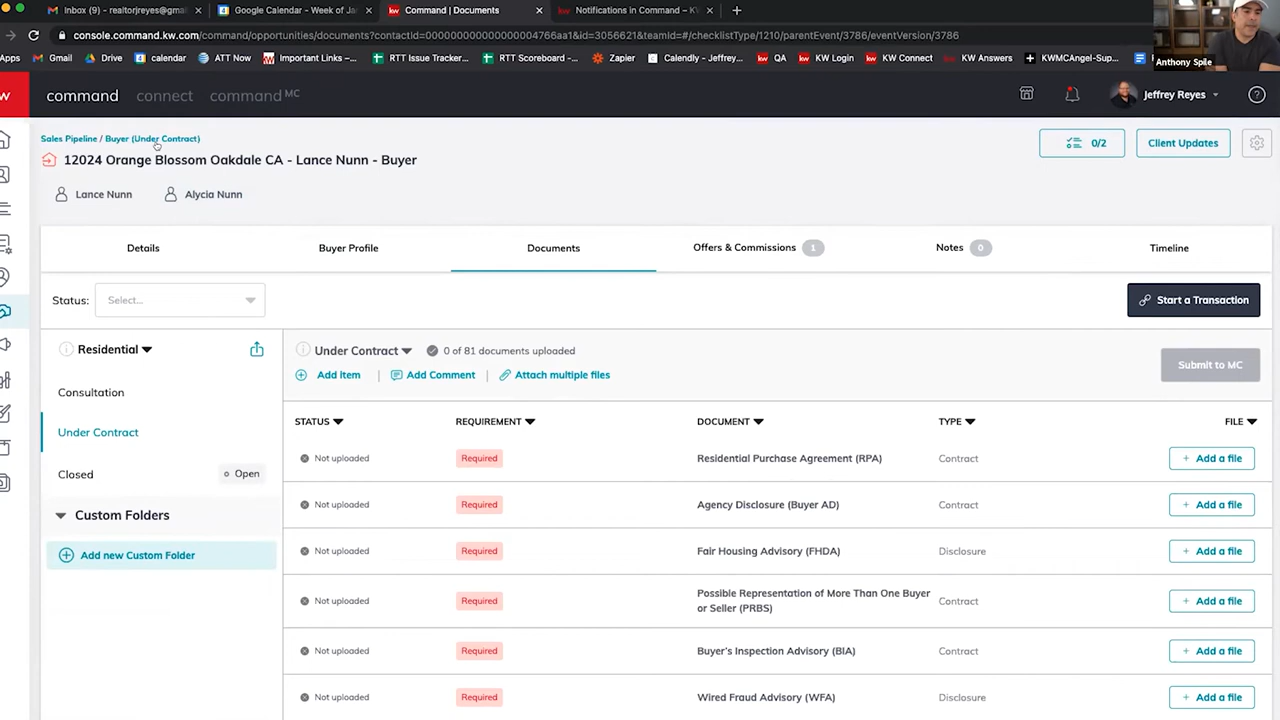 Inbox (9) - realtorjreyes@gmai
Google Calendar - Week of Ja
Command | Documents
Notifications in Command – KW
console.command.kw.com/command/opportunities/documents?contactId=00000000000000000004766aa1&id=3056621&teamId=#/checklistType/1210/parentEvent/3786/eventVersion/3786
Apps Gmail Drive calendar ATT Now Important Links –... RTT Issue Tracker... RTT Scoreboard -... Zapier Calendly - Jeffrey... QA KW Login KW Connect KW Answers KWMCAngel-Sup...
Anthony Spile
w command connect command MC Jeffrey Reyes
Sales Pipeline / Buyer (Under Contract)
12024 Orange Blossom Oakdale CA - Lance Nunn - Buyer
0/2 Client Updates
Lance Nunn Alycia Nunn
Details Buyer Profile Documents Offers & Commissions 1 Notes 0 Timeline
Status: Select... Start a Transaction
Residential
Consultation
Under Contract
Closed Open
Custom Folders
Add new Custom Folder
Under Contract 0 of 81 documents uploaded
Add Item | Add Comment | Attach multiple files
Submit to MC
STATUS REQUIREMENT DOCUMENT TYPE FILE
Not uploaded Required Residential Purchase Agreement (RPA) Contract + Add a file
Not uploaded Required Agency Disclosure (Buyer AD) Contract + Add a file
Not uploaded Required Fair Housing Advisory (FHDA) Disclosure + Add a file
Not uploaded Required Possible Representation of More Than One Buyer
or Seller (PRBS) Contract + Add a file
Not uploaded Required Buyer's Inspection Advisory (BIA) Contract + Add a file
Not uploaded Required Wired Fraud Advisory (WFA) Disclosure + Add a file